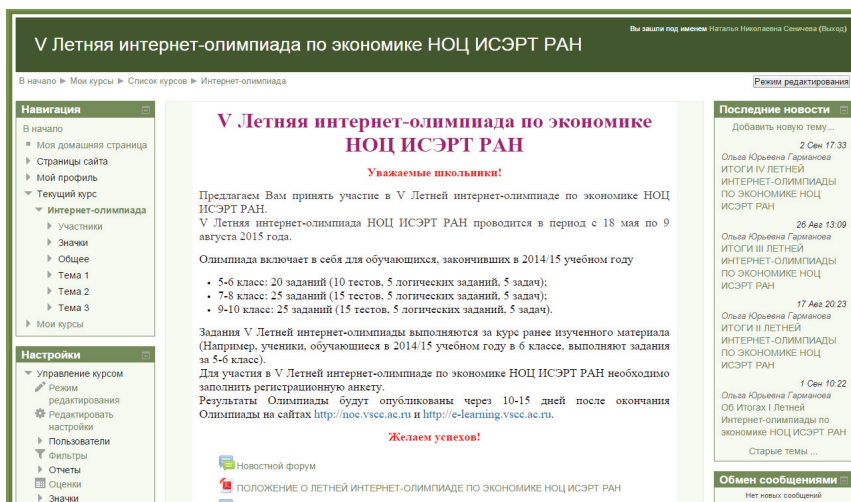 Вы зашли под именем Наталья Николаевна Сеничева (Выход)
V Летняя интернет-олимпиада по экономике НОЦ ИСЭРТ РАН
В начало ► Мои курсы ► Список курсов ► Интернет-олимпиада
Режим редактирования
Навигация
В начало
Моя домашняя страница
Страницы сайта
Мой профиль
Текущий курс
Интернет-олимпиада
Участники
Значки
Общее
Тема 1
Тема 2
Тема 3
Мои курсы
Настройки
Управление курсом
Режим
редактирования
Редактировать
настройки
Пользователи
Фильтры
Отчеты
Оценки
Значки
V Летняя интернет-олимпиада по экономике
НОЦ ИСЭРТ РАН
Уважаемые школьники!
Предлагаем Вам принять участие в V Летней интернет-олимпиаде по экономике НОЦ
ИСЭРТ РАН.
V Летняя интернет-олимпиада НОЦ ИСЭРТ РАН проводится в период с 18 мая по 9
августа 2015 года.
Олимпиада включает в себя для обучающихся, закончивших в 2014/15 учебном году
• 5-6 класс: 20 заданий (10 тестов, 5 логических заданий, 5 задач);
• 7-8 класс: 25 заданий (15 тестов, 5 логических заданий, 5 задач);
• 9-10 класс: 25 заданий (15 тестов, 5 логических заданий, 5 задач).
Задания V Летней интернет-олимпиады выполняются за курс ранее изученного материала
(Например, ученики, обучающиеся в 2014/15 учебном году в 6 классе, выполняют задания
за 5-6 класс).
Для участия в V Летней интернет-олимпиаде по экономике НОЦ ИСЭРТ РАН необходимо
заполнить регистрационную анкету.
Результаты Олимпиады будут опубликованы через 10-15 дней после окончания
Олимпиады на сайтах http://noc.vscc.ac.ru и http://e-learning.vscc.ac.ru.
Желаем успехов!
Новостной форум
ПОЛОЖЕНИЕ О ЛЕТНЕЙ ИНТЕРНЕТ-ОЛИМПИАДЕ ПО ЭКОНОМИКЕ НОЦ ИСЭРТ РАН
Последние новости
Добавить новую тему...
2 Сен 17:33
Ольга Юрьевна Гарманова
ИТОГИ IV ЛЕТНЕЙ
ИНТЕРНЕТ-ОЛИМПИАДЫ
ПО ЭКОНОМИКЕ НОЦ
ИСЭРТ РАН
26 Авг 13:09
Ольга Юрьевна Гарманова
ИТОГИ III ЛЕТНЕЙ
ИНТЕРНЕТ-ОЛИМПИАДЫ
ПО ЭКОНОМИКЕ НОЦ
ИСЭРТ РАН
17 Авг 20:23
Ольга Юрьевна Гарманова
ИТОГИ II ЛЕТНЕЙ
ИНТЕРНЕТ-ОЛИМПИАДЫ
ПО ЭКОНОМИКЕ НОЦ
ИСЭРТ РАН
1 Сен 10:22
Ольга Юрьевна Гарманова
Об Итогах I Летней
Интернет-олимпиады по
экономике НОЦ ИСЭРТ РАН
Старые темы ...
Обмен сообщениями
Нет новых сообщений